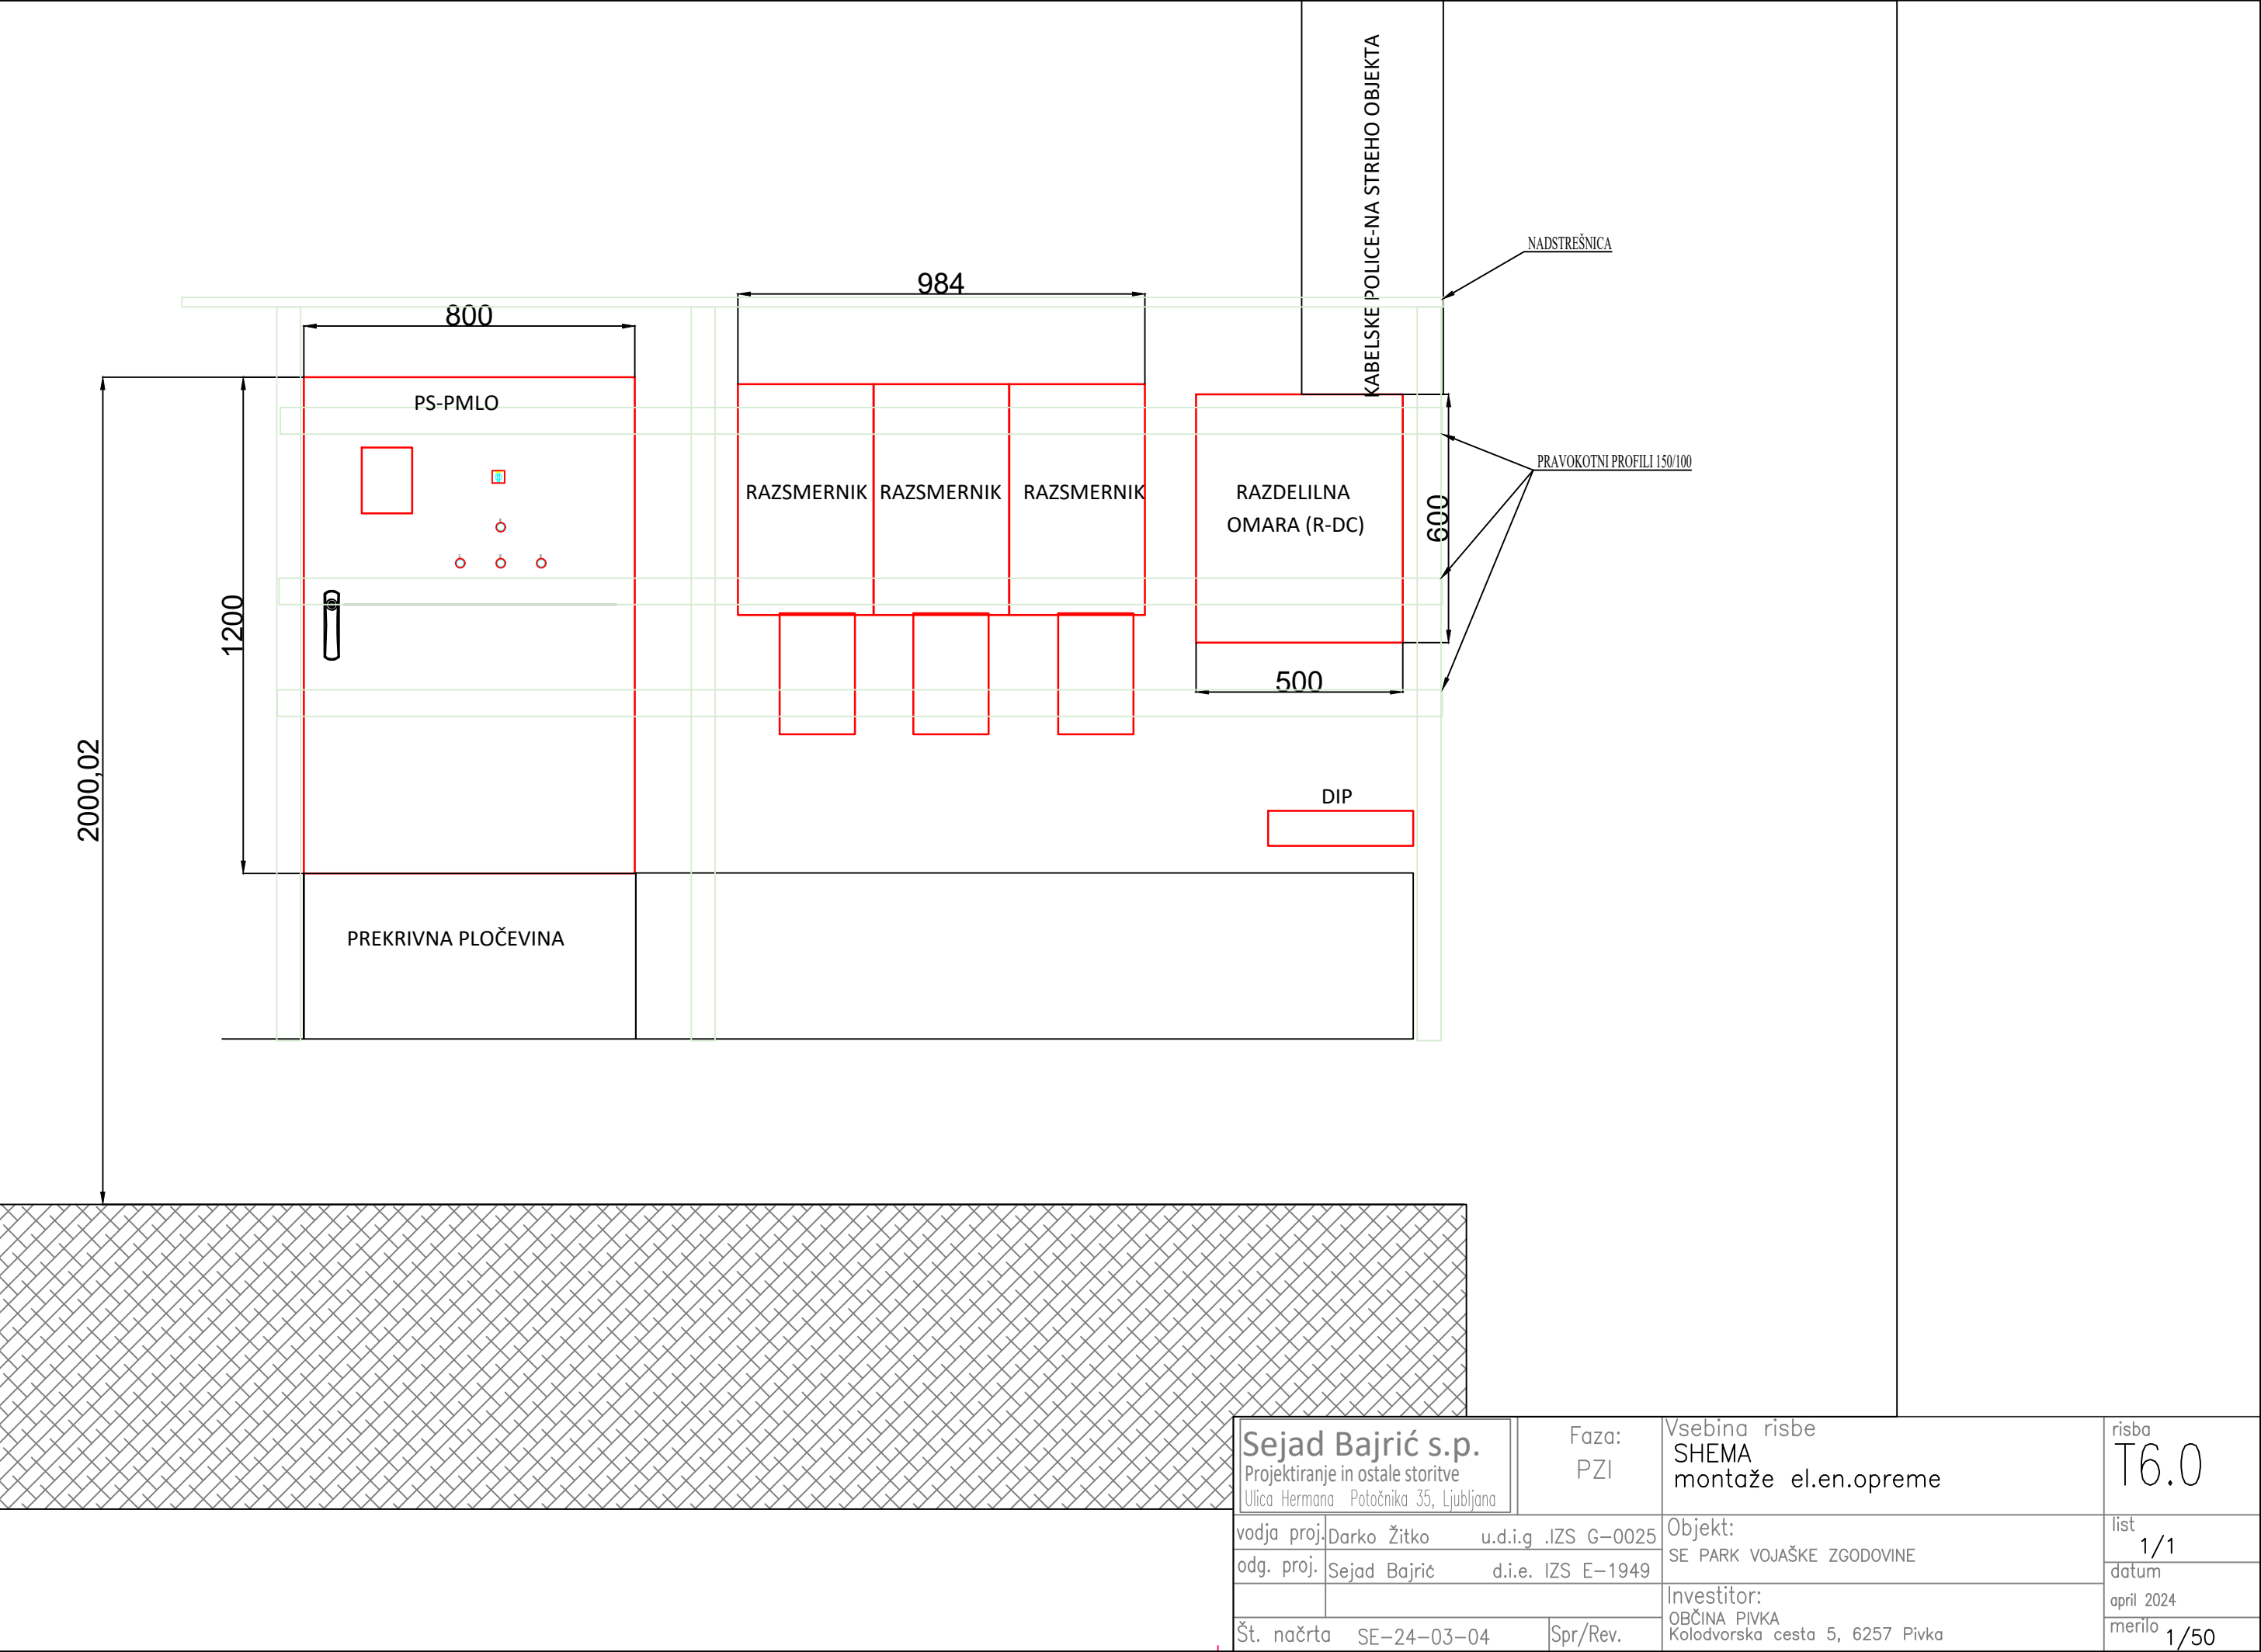 KABELSKE POLICE-NA STREHO OBJEKTA
NADSTREŠNICA
984
800
PS-PMLO
PRAVOKOTNI PROFILI 150/100
RAZSMERNIK RAZSMERNIK RAZSMERNIK
RAZDELILNA
OMARA (R-DC)
600
1200
500
2000,02
DIP
PREKRIVNA PLOČEVINA
Sejad Bajrić s.p.
Projektiranje in ostale storitve
Ulica Hermana Potočnika 35, Ljubljana
Faza:
PZI
Vsebina risbe
SHEMA
montaže el.en.opreme
risba
T6.0
vodja proj. Darko Žitko u.d.i.g .IZS G-0025
odg. proj. Sejad Bajrić d.i.e. IZS E-1949
Objekt:
SE PARK VOJAŠKE ZGODOVINE
list
1/1
datum
april 2024
Investitor:
OBČINA PIVKA
Kolodvorska cesta 5, 6257 Pivka
merilo 1/50
Št. načrta SE-24-03-04 Spr/Rev.